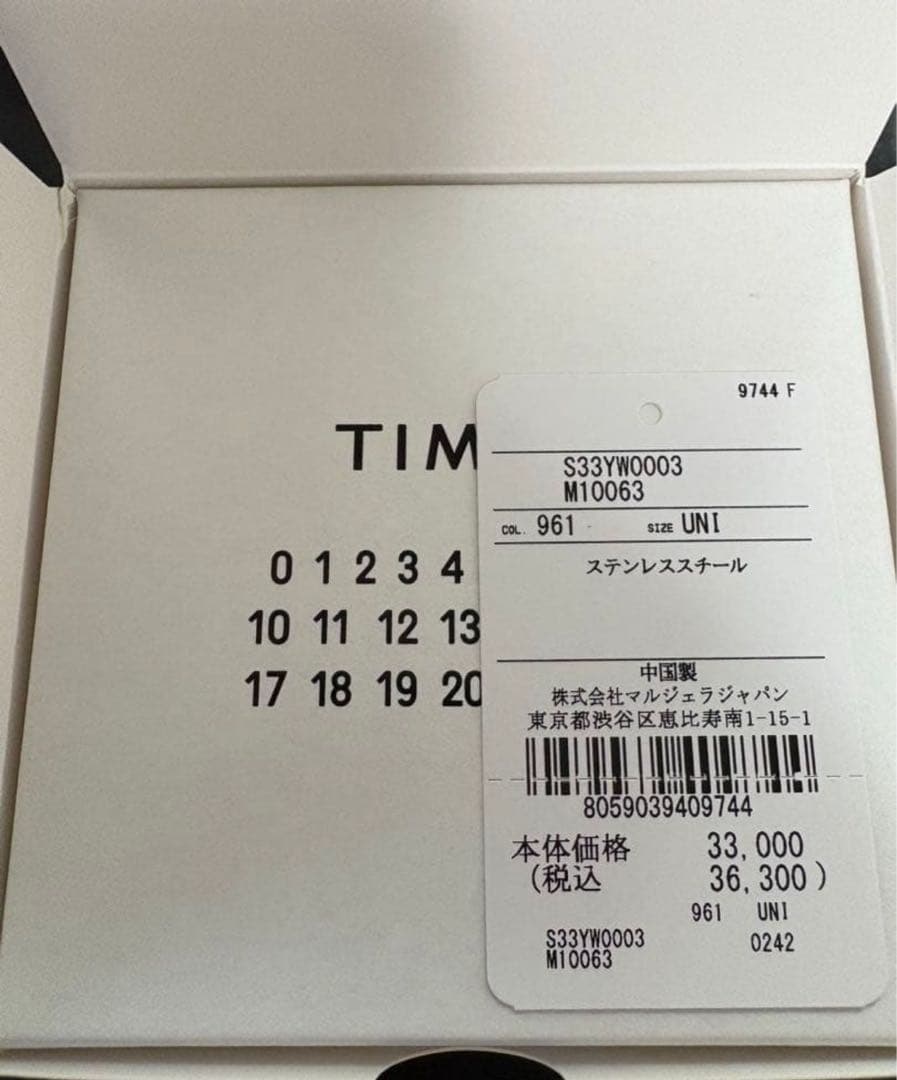 TIM
0 1 2 3 4
10 11 12 13
17 18 19 20
9744 F
S33YW0003
M10063
COL. 961 SIZE UNI
ステンレススチール
中国製
株式会社マルジェラジャパン
東京都渋谷区恵比寿南1-15-1
8059039409744
本体価格 33,000
(税込 36,300)
961 UNI
S33YW0003 0242
M10063